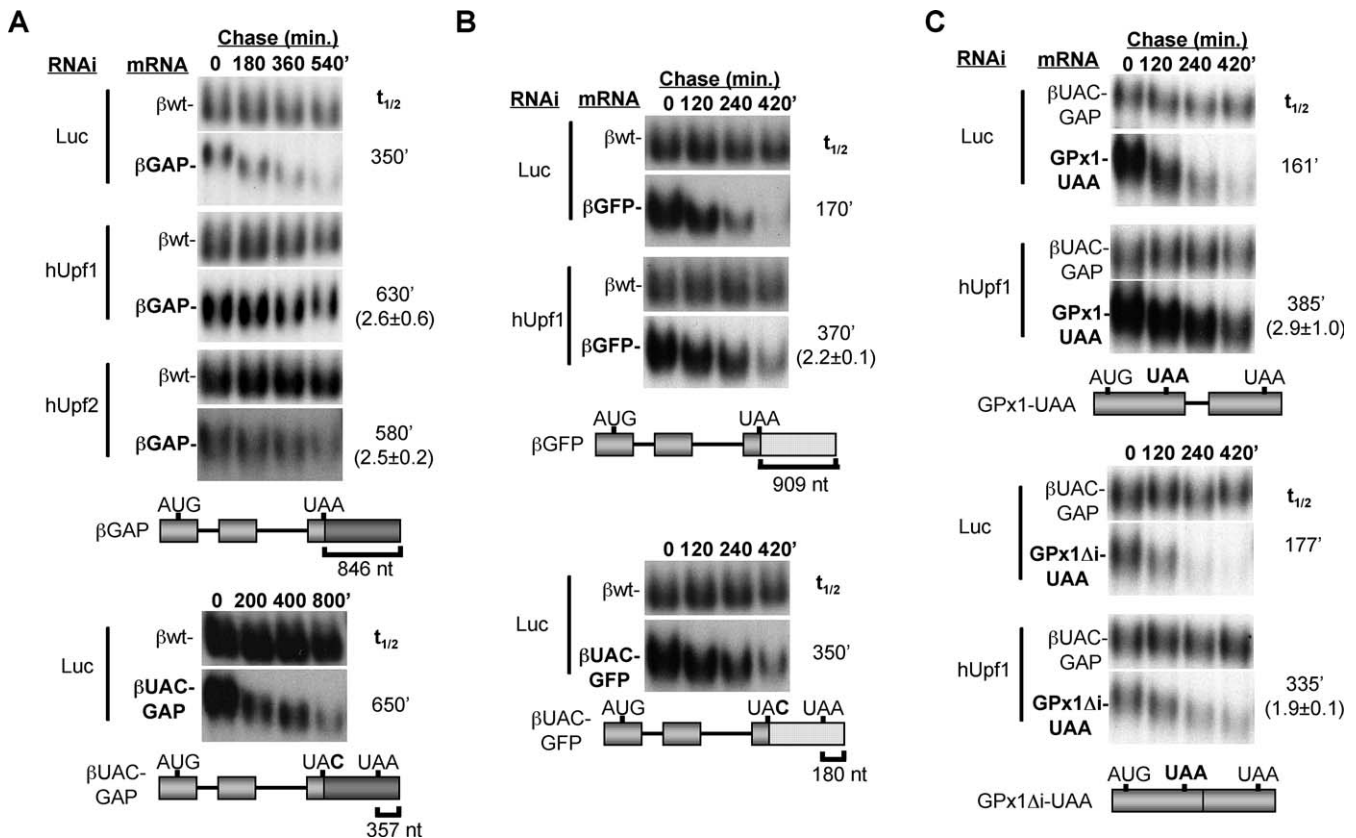 A
Chase (min.)
RNAi mRNA 0 180 360 540’
βwt- t1/2
Luc
βGAP- 350’
βwt-
hUpf1
βGAP- 630’
(2.6±0.6)
βwt-
hUpf2
βGAP- 580’
(2.5±0.2)
AUG UAA
βGAP
846 nt
0 200 400 800’
βwt- t1/2
Luc
βUAC-
GAP 650’
AUG UAC UAA
βUAC-
GAP
357 nt
B
Chase (min.)
RNAi mRNA 0 120 240 420’
βwt- t1/2
Luc
βGFP- 170’
βwt-
hUpf1
βGFP- 370’
(2.2±0.1)
AUG UAA
βGFP
909 nt
0 120 240 420’
βwt- t1/2
Luc
βUAC-
GFP 350’
AUG UAC UAA
βUAC-
GFP
180 nt
C
Chase (min.)
RNAi mRNA 0 120 240 420’
βUAC-
GAP t1/2
Luc
GPx1-
UAA 161’
βUAC-
GAP
hUpf1
GPx1-
UAA 385’
(2.9±1.0)
AUG UAA UAA
GPx1-UAA
0 120 240 420’
βUAC-
GAP t1/2
Luc
GPx1Δi-
UAA 177’
βUAC-
GAP
hUpf1
GPx1Δi-
UAA 335’
(1.9±0.1)
AUG UAA UAA
GPx1Δi-UAA